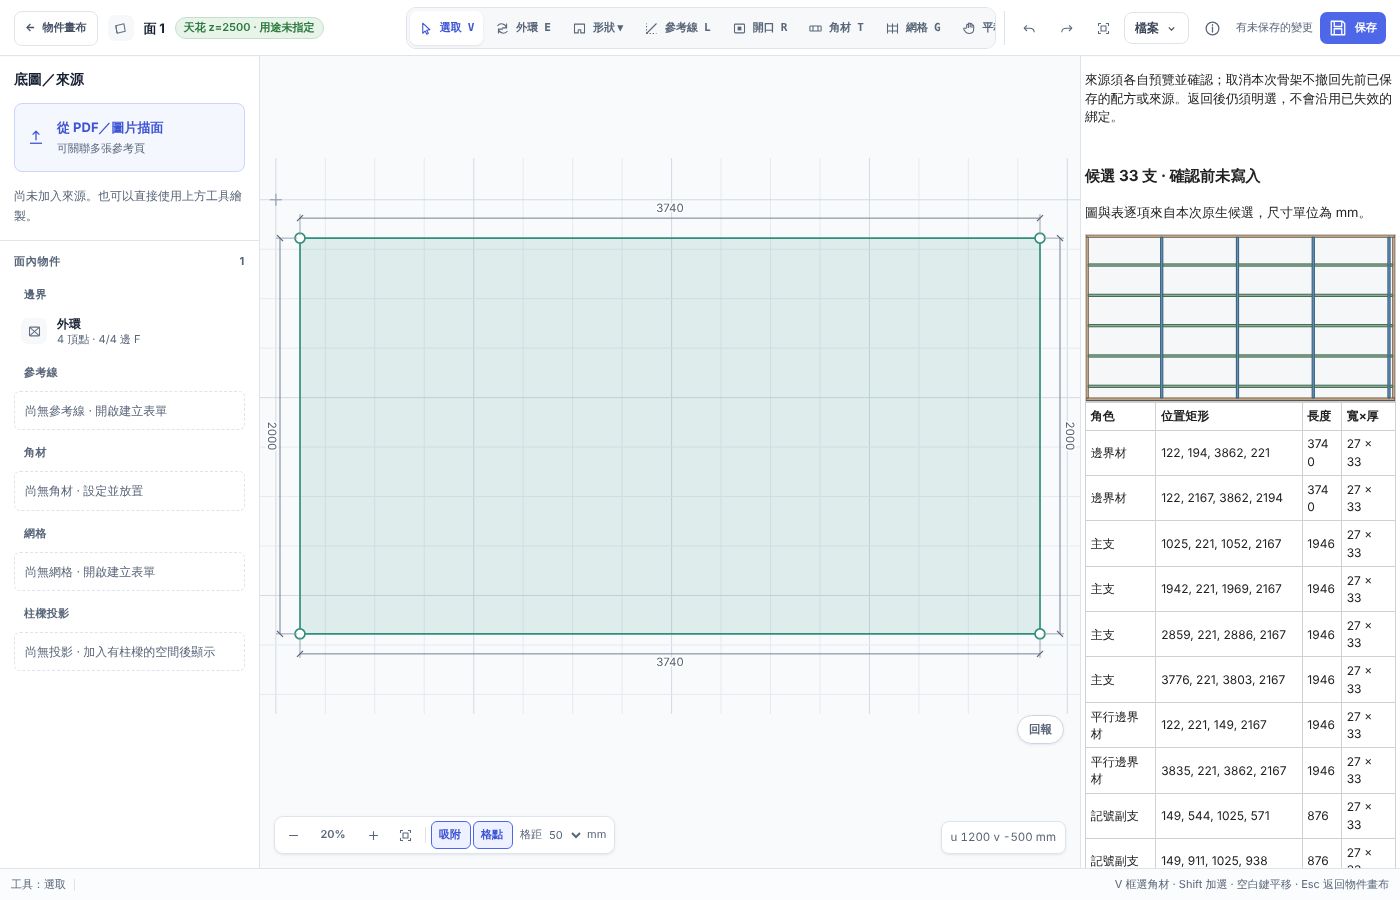 物件畫布
面 1
天花 z=2500 · 用途未指定
選取 V
外環 E
形狀▾
參考線 L
開口 R
角材 T
網格 G
檔案
有未保存的變更
保存
底圖／來源
從 PDF／圖片描面
可關聯多張參考頁
尚未加入來源。也可以直接使用上方工具繪
製。
面內物件 1
邊界
外環
4 頂點 · 4/4 邊 F
參考線
尚無參考線 · 開啟建立表單
角材
尚無角材 · 設定並放置
網格
尚無網格 · 開啟建立表單
柱樑投影
尚無投影 · 加入有柱樑的空間後顯示
3740
2000
2000
3740
回報
20%
吸附
格點
格距 50 mm
u 1200 v -500 mm
來源須各自預覽並確認；取消本次骨架不撤回先前已保
存的配方或來源。返回後仍須明選，不會沿用已失效的
綁定。
候選 33 支 · 確認前未寫入
圖與表逐項來自本次原生候選，尺寸單位為 mm。
角色 位置矩形 長度 寬×厚
邊界材 122, 194, 3862, 221 3740 27 × 33
邊界材 122, 2167, 3862, 2194 3740 27 × 33
主支 1025, 221, 1052, 2167 1946 27 × 33
主支 1942, 221, 1969, 2167 1946 27 × 33
主支 2859, 221, 2886, 2167 1946 27 × 33
主支 3776, 221, 3803, 2167 1946 27 × 33
平行邊界材 122, 221, 149, 2167 1946 27 × 33
平行邊界材 3835, 221, 3862, 2167 1946 27 × 33
記號副支 149, 544, 1025, 571 876 27 × 33
記號副支 149, 911, 1025, 938 876 27 ×
工具：選取
V 框選角材 · Shift 加選 · 空白鍵平移 · Esc 返回物件畫布